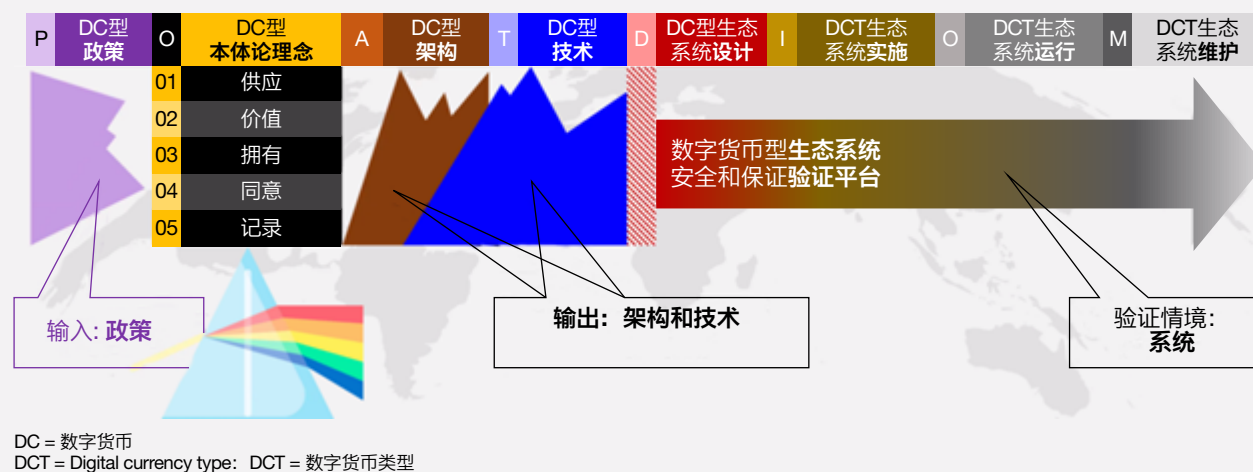 P
DC型
政策
O
DC型
本体论理念
A
DC型
架构
T
DC型
技术
D
DC型生态
系统设计
I
DCT生态
系统实施
O
DCT生态
系统运行
M
DCT生态
系统维护
01 供应
02 价值
03 拥有
04 同意
05 记录
数字货币型生态系统
安全和保证验证平台
输入: 政策
输出：架构和技术
验证情境：
系统
DC = 数字货币
DCT = Digital currency type：DCT = 数字货币类型